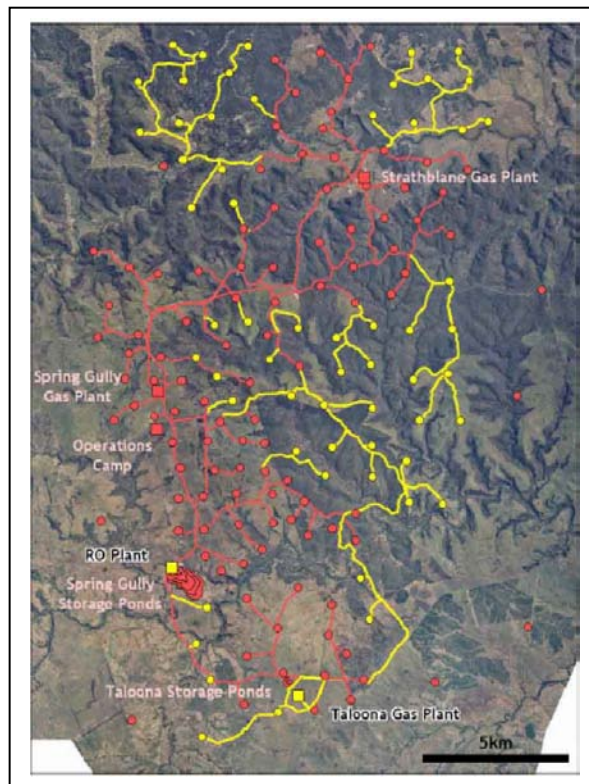 Strathblane Gas Plant
Spring Gully
Gas Plant
Operations
Camp
RO Plant
Spring Gully
Storage Ponds
Taloona Storage Ponds
Taloona Gas Plant
5km